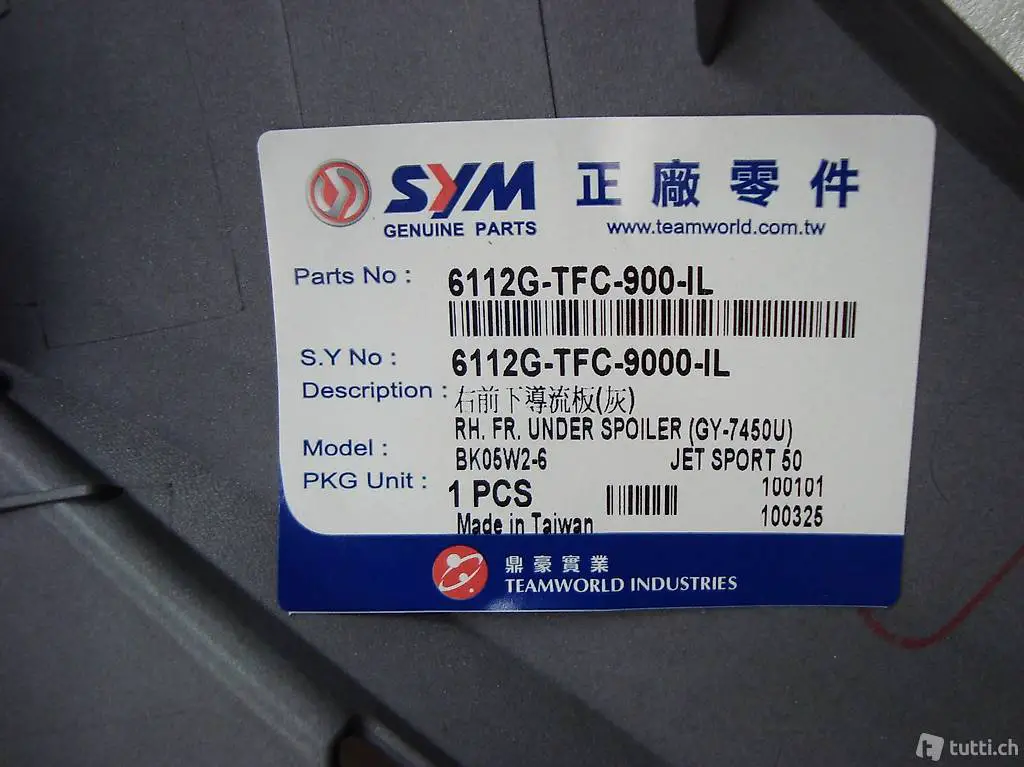 SYM 正廠零件
GENUINE PARTS www.teamworld.com.tw
Parts No : 6112G-TFC-900-IL
S.Y No : 6112G-TFC-9000-IL
Description : 右前下導流板(灰)
RH. FR. UNDER SPOILER (GY-7450U)
Model : BK05W2-6 JET SPORT 50
PKG Unit : 1 PCS 100101
Made in Taiwan 100325
鼎豪實業
TEAMWORLD INDUSTRIES
tutti.ch